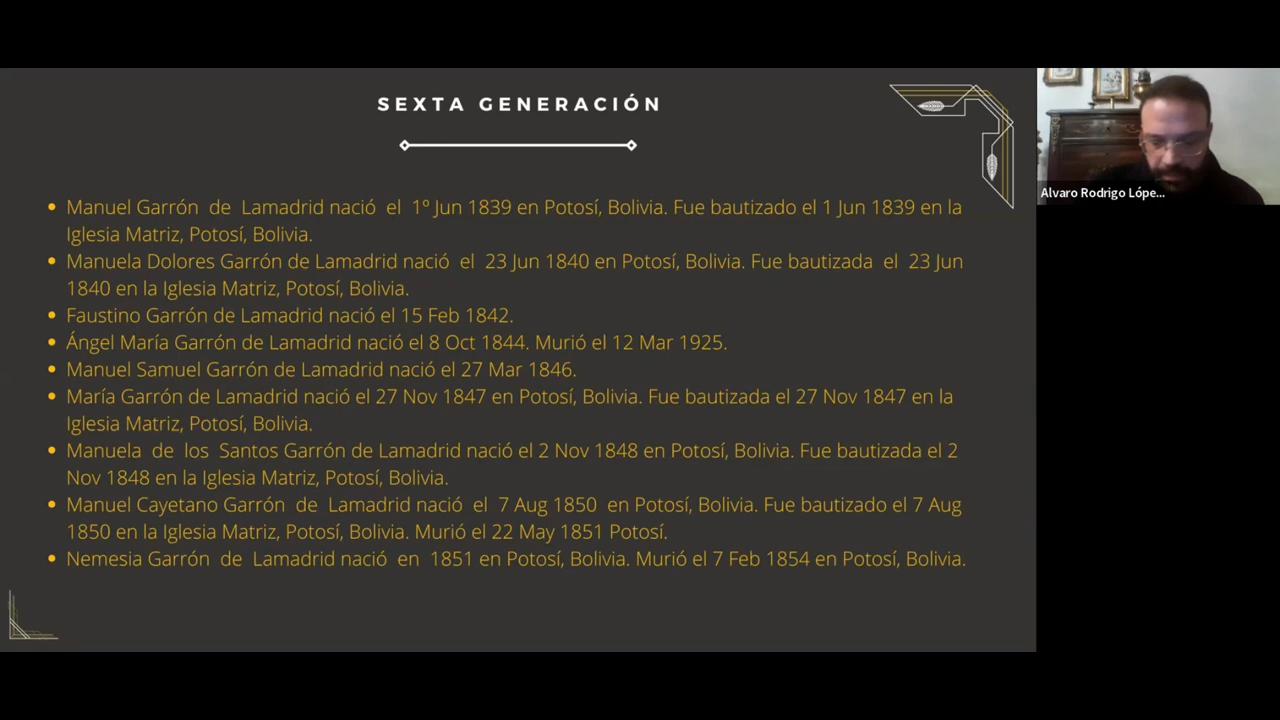 SEXTA GENERACIÓN
Manuel Garrón de Lamadrid nació el 1º Jun 1839 en Potosí, Bolivia. Fue bautizado el 1 Jun 1839 en la
Iglesia Matriz, Potosí, Bolivia.
Manuela Dolores Garrón de Lamadrid nació el 23 Jun 1840 en Potosí, Bolivia. Fue bautizada el 23 Jun
1840 en la Iglesia Matriz, Potosí, Bolivia.
Faustino Garrón de Lamadrid nació el 15 Feb 1842.
Ángel María Garrón de Lamadrid nació el 8 Oct 1844. Murió el 12 Mar 1925.
Manuel Samuel Garrón de Lamadrid nació el 27 Mar 1846.
María Garrón de Lamadrid nació el 27 Nov 1847 en Potosí, Bolivia. Fue bautizada el 27 Nov 1847 en la
Iglesia Matriz, Potosí, Bolivia.
Manuela de los Santos Garrón de Lamadrid nació el 2 Nov 1848 en Potosí, Bolivia. Fue bautizada el 2
Nov 1848 en la Iglesia Matriz, Potosí, Bolivia.
Manuel Cayetano Garrón de Lamadrid nació el 7 Aug 1850 en Potosí, Bolivia. Fue bautizado el 7 Aug
1850 en la Iglesia Matriz, Potosí, Bolivia. Murió el 22 May 1851 Potosí.
Nemesia Garrón de Lamadrid nació en 1851 en Potosí, Bolivia. Murió el 7 Feb 1854 en Potosí, Bolivia.
Alvaro Rodrigo Lópe...